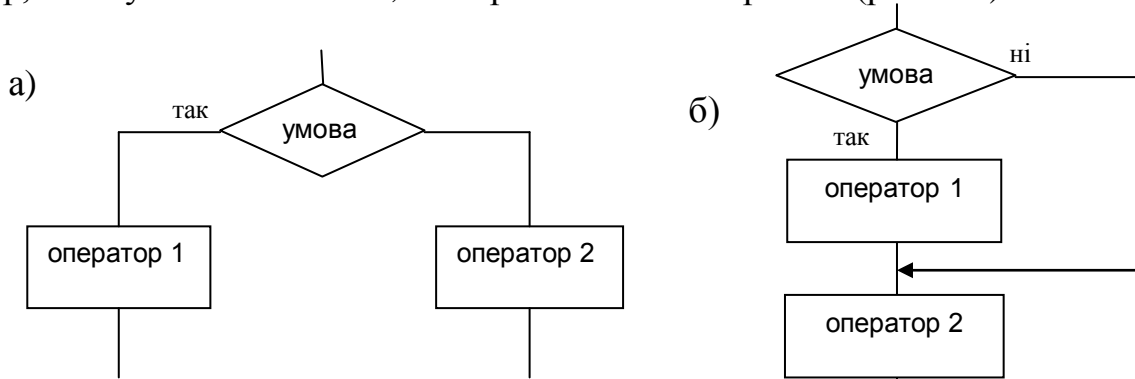 а)
так
умова
оператор 1
оператор 2
б)
умова
ні
так
оператор 1
оператор 2